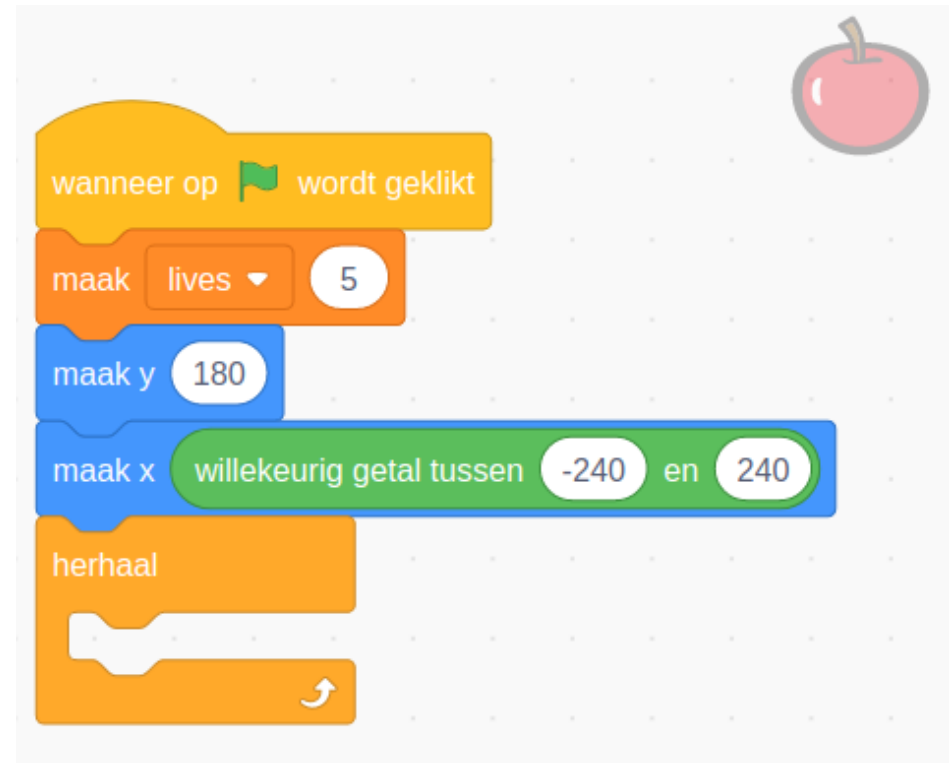 wanneer op wordt geklikt
maak lives 5
maak y 180
maak x willekeurig getal tussen -240 en 240
herhaal